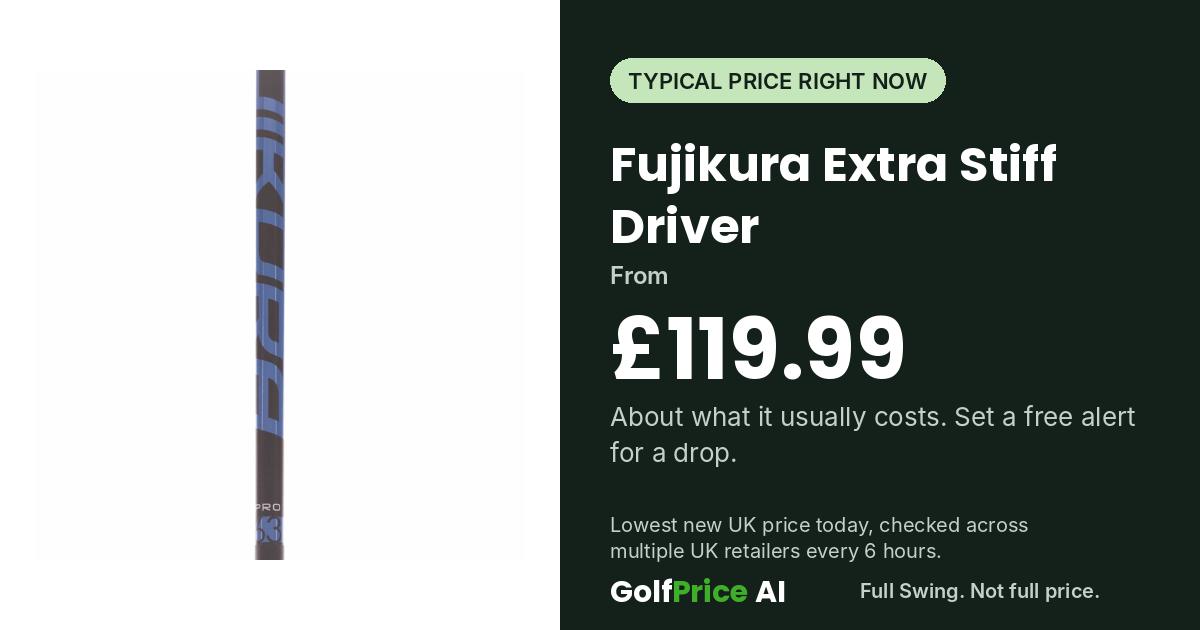 PRO
63
TYPICAL PRICE RIGHT NOW
Fujikura Extra Stiff
Driver
From
£119.99
About what it usually costs. Set a free alert
for a drop.
Lowest new UK price today, checked across
multiple UK retailers every 6 hours.
GolfPrice AI
Full Swing. Not full price.